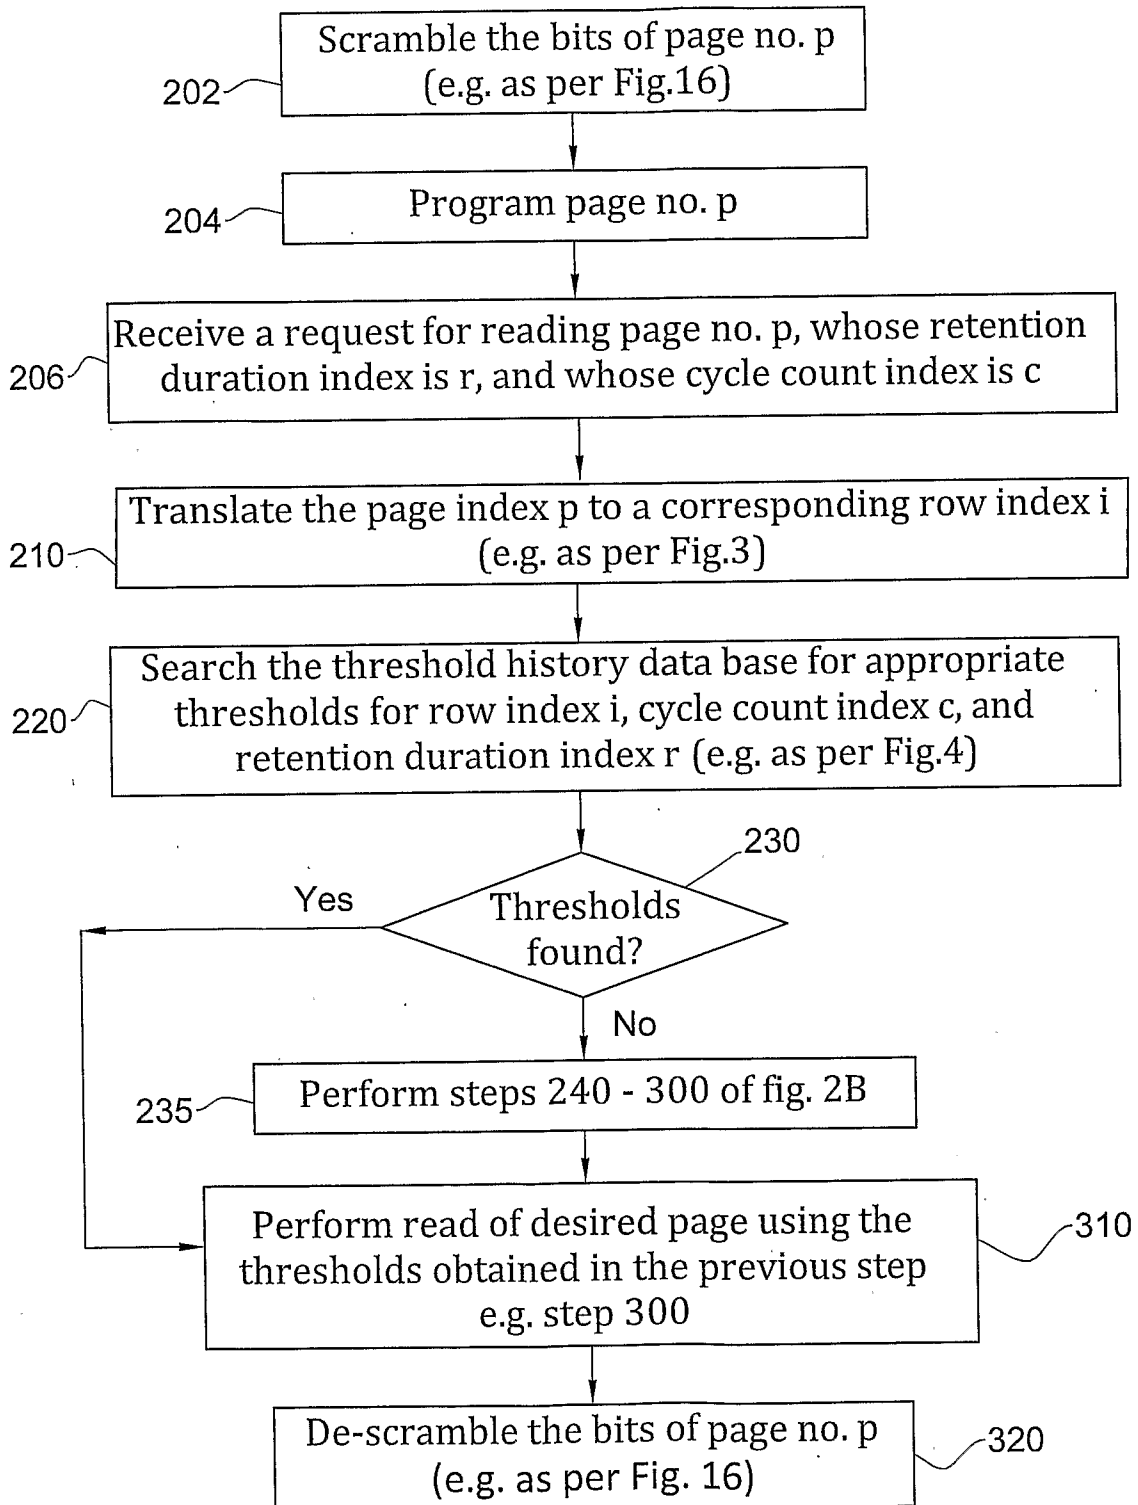 Scramble the bits of page no. p
(e.g. as per Fig.16)
202
Program page no. p
204
Receive a request for reading page no. p, whose retention
duration index is r, and whose cycle count index is c
206
Translate the page index p to a corresponding row index i
(e.g. as per Fig.3)
210
Search the threshold history data base for appropriate
thresholds for row index i, cycle count index c, and
retention duration index r (e.g. as per Fig.4)
220
230
Yes
Thresholds
found?
No
Perform steps 240 - 300 of fig. 2B
235
Perform read of desired page using the
thresholds obtained in the previous step
e.g. step 300
310
De-scramble the bits of page no. p
(e.g. as per Fig. 16)
320